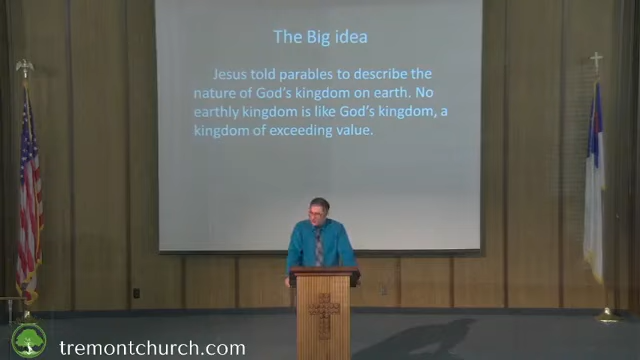 The Big idea
Jesus told parables to describe the
nature of God's kingdom on earth. No
earthly kingdom is like God's kingdom, a
kingdom of exceeding value.
tremontchurch.com